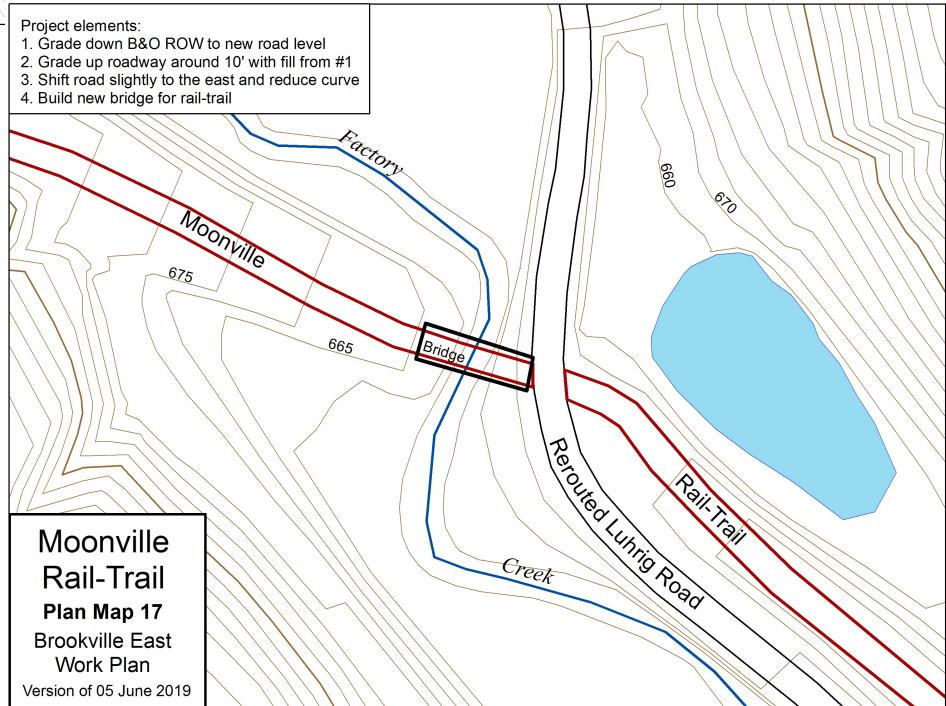 Project elements:
1. Grade down B&O ROW to new road level
2. Grade up roadway around 10' with fill from #1
3. Shift road slightly to the east and reduce curve
4. Build new bridge for rail-trail
Factory
660
670
Moonville
675
665
Bridge
Rerouted Luhrig Road
Rail-Trail
Creek
Moonville
Rail-Trail
Plan Map 17
Brookville East
Work Plan
Version of 05 June 2019